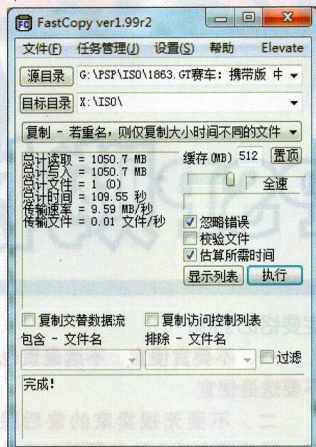 FastCopy ver1.99r2
文件(F) 任务管理(J) 设置(S) 帮助 Elevate
源目录 G:\PSP\ISO\1863.GT赛车: 携带版 中
目标目录 X:\ISO\
复制 - 若重名，则仅复制大小时间不同的文件
总计读取 = 1050.7 MB
总计写入 = 1050.7 MB
总计文件 = 1 (0)
总计时间 = 109.55 秒
传输速率 = 9.59 MB/秒
传输文件 = 0.01 文件/秒
缓存(MB) 512 置顶
全速
忽略错误
校验文件
估算所需时间
显示列表 执行
复制交替数据流 复制访问控制列表
包含 - 文件名 排除 - 文件名
过滤
完成!